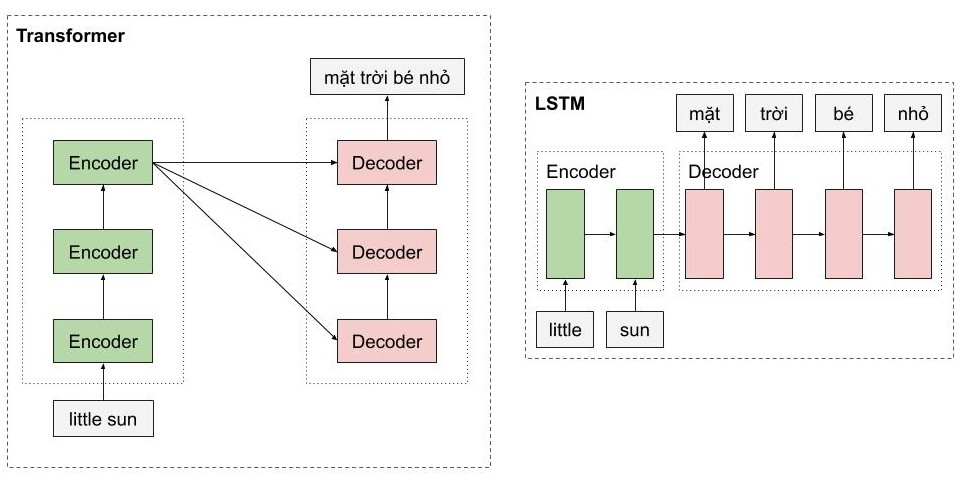 Transformer
mặt trời bé nhỏ
Encoder
Decoder
Encoder
Decoder
Encoder
Decoder
little sun
LSTM
mặt
trời
bé
nhỏ
Encoder
Decoder
little
sun